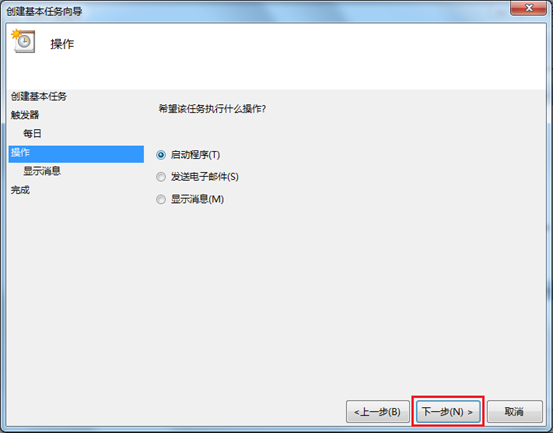 创建基本任务向导
操作
创建基本任务
触发器
每日
操作
显示消息
完成
希望该任务执行什么操作?
启动程序(T)
发送电子邮件(S)
显示消息(M)
<上一步(B)
下一步(N) >
取消